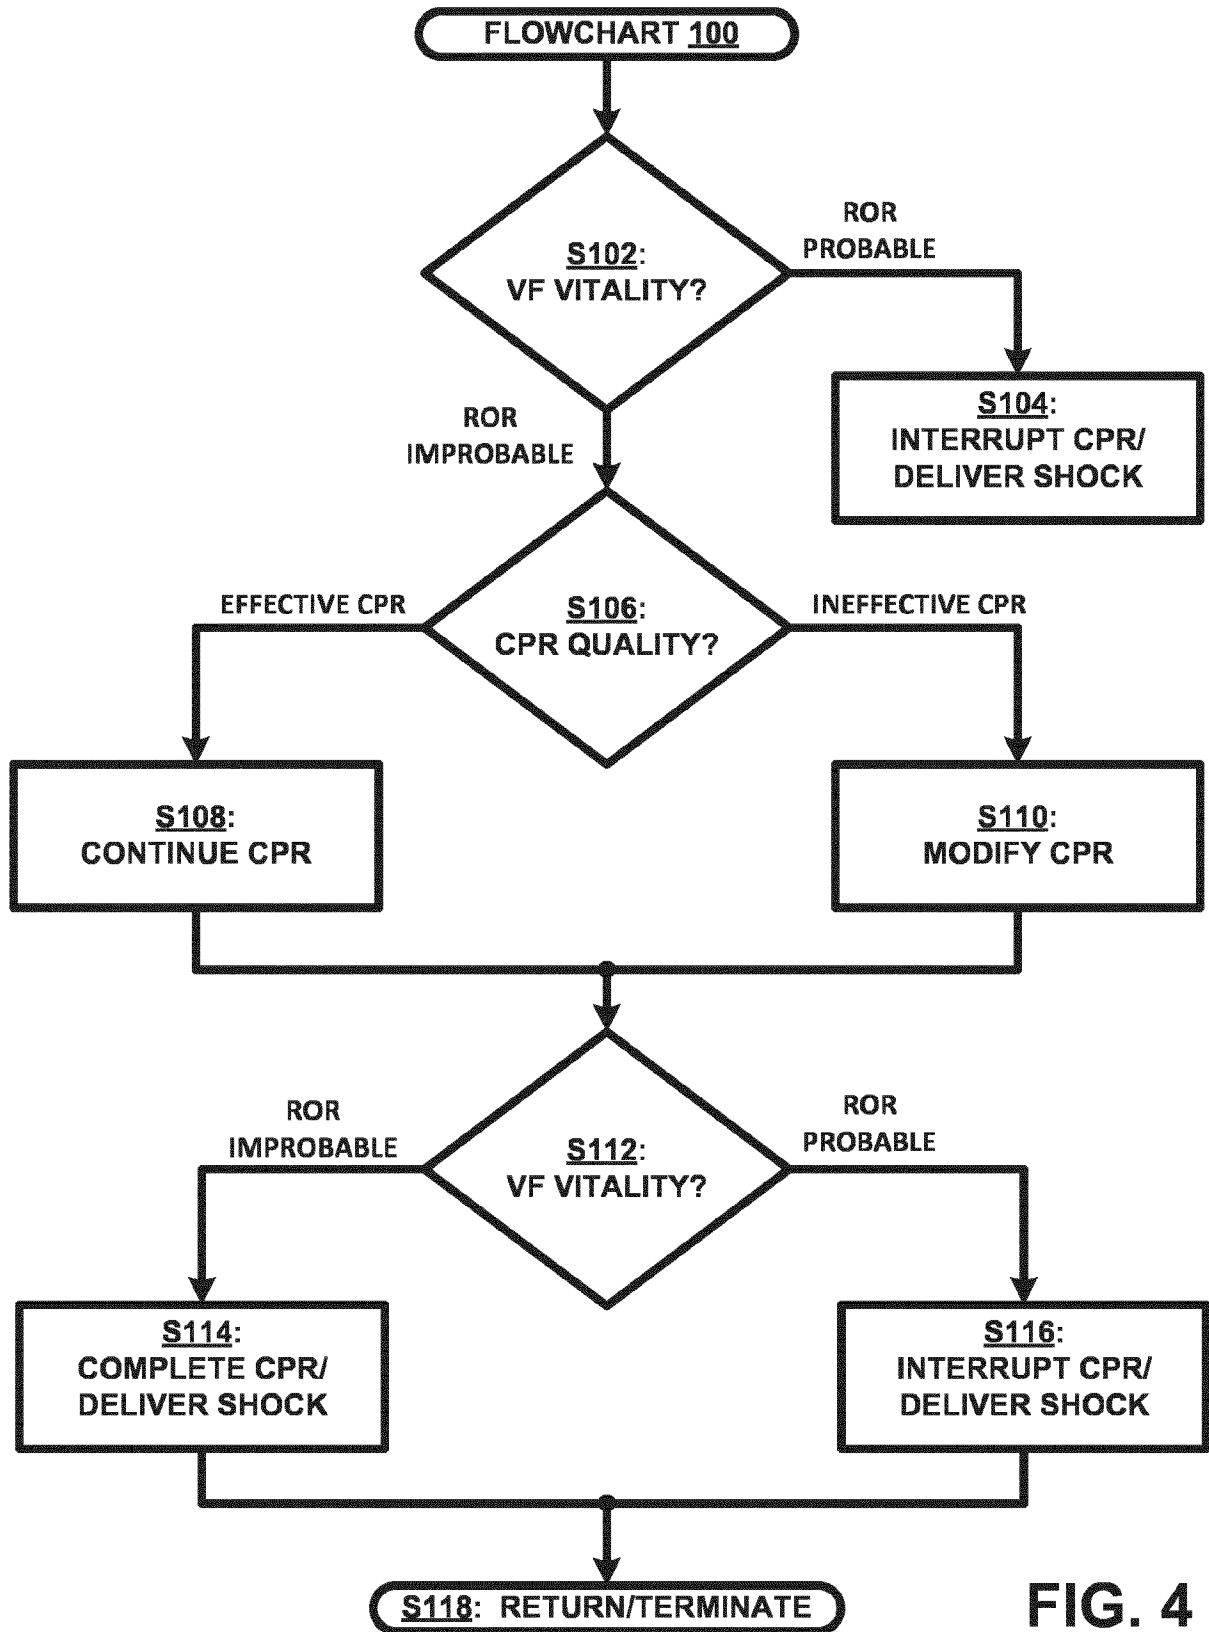 FLOWCHART 100
ROR
PROBABLE
S102:
VF VITALITY?
S104:
INTERRUPT CPR/
DELIVER SHOCK
ROR
IMPROBABLE
EFFECTIVE CPR
S106:
CPR QUALITY?
INEFFECTIVE CPR
S108:
CONTINUE CPR
S110:
MODIFY CPR
ROR
IMPROBABLE
S112:
VF VITALITY?
ROR
PROBABLE
S114:
COMPLETE CPR/
DELIVER SHOCK
S116:
INTERRUPT CPR/
DELIVER SHOCK
S118: RETURN/TERMINATE
FIG. 4